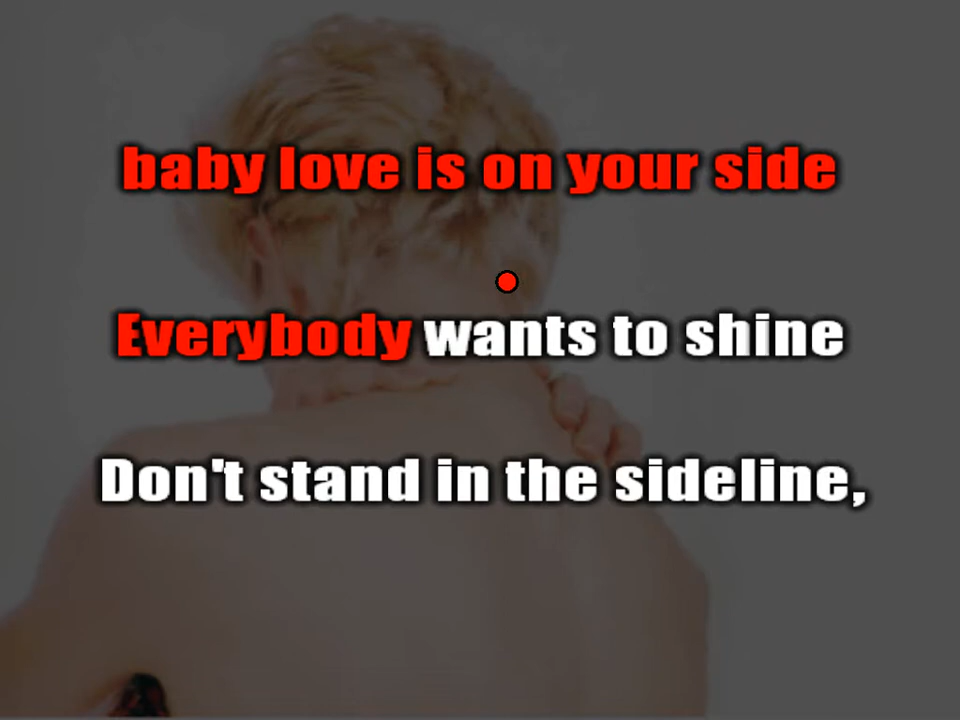 baby love is on your side
Everybody wants to shine
Don't stand in the sideline,